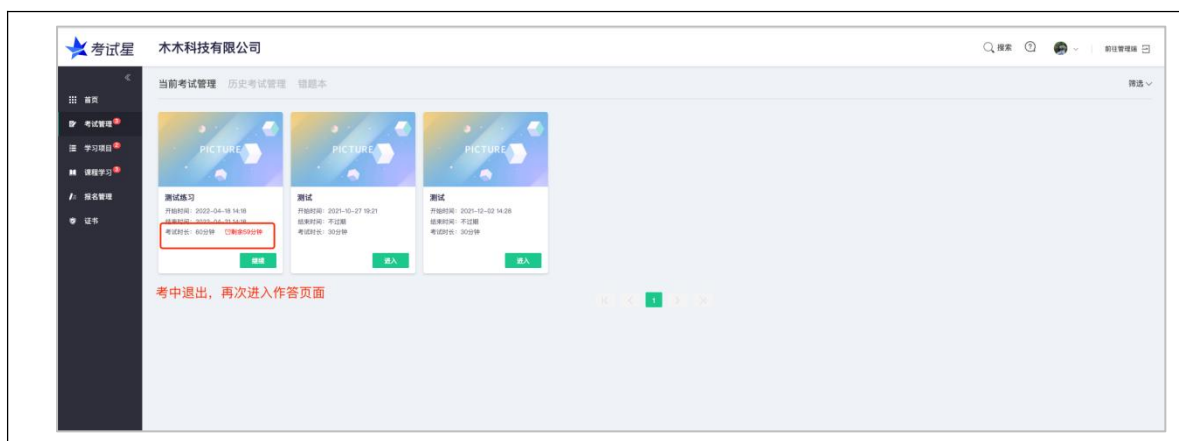 考试星
木木科技有限公司
搜索
前往管理端
当前考试管理 历史考试管理 错题本
筛选
首页
考试管理
学习项目
课程学习
报名管理
证书
PICTURE
PICTURE
PICTURE
测试练习
开始时间：2022-04-19 14:18
考试时长：60分钟 剩余59分钟
继续
测试
开始时间：2021-10-27 19:21
结束时间：不过期
考试时长：30分钟
进入
测试
开始时间：2021-12-02 14:28
结束时间：不过期
考试时长：30分钟
进入
考中退出，再次进入作答页面
1